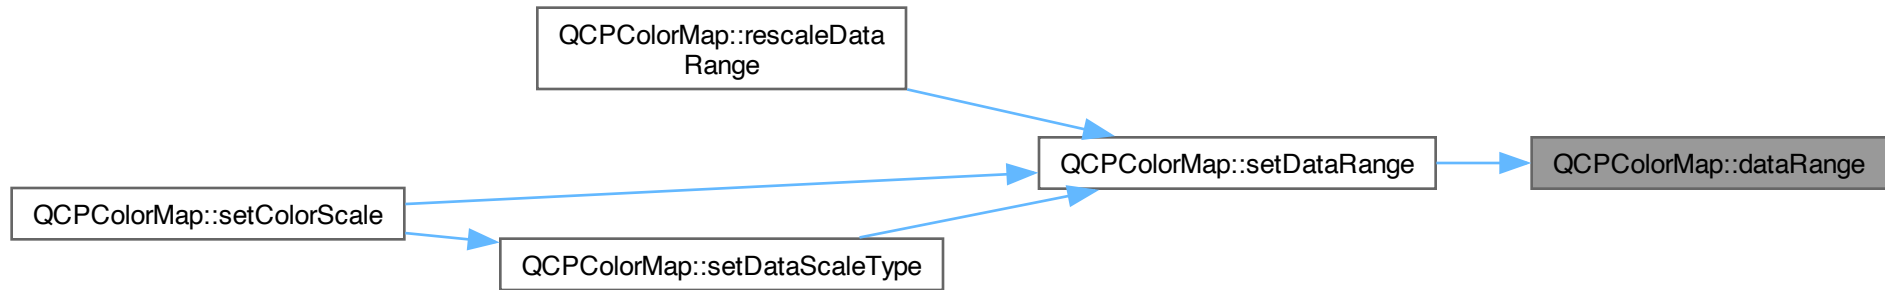 QCPColorMap::rescaleData
Range
QCPColorMap::setDataRange
QCPColorMap::dataRange
QCPColorMap::setColorScale
QCPColorMap::setDataScaleType